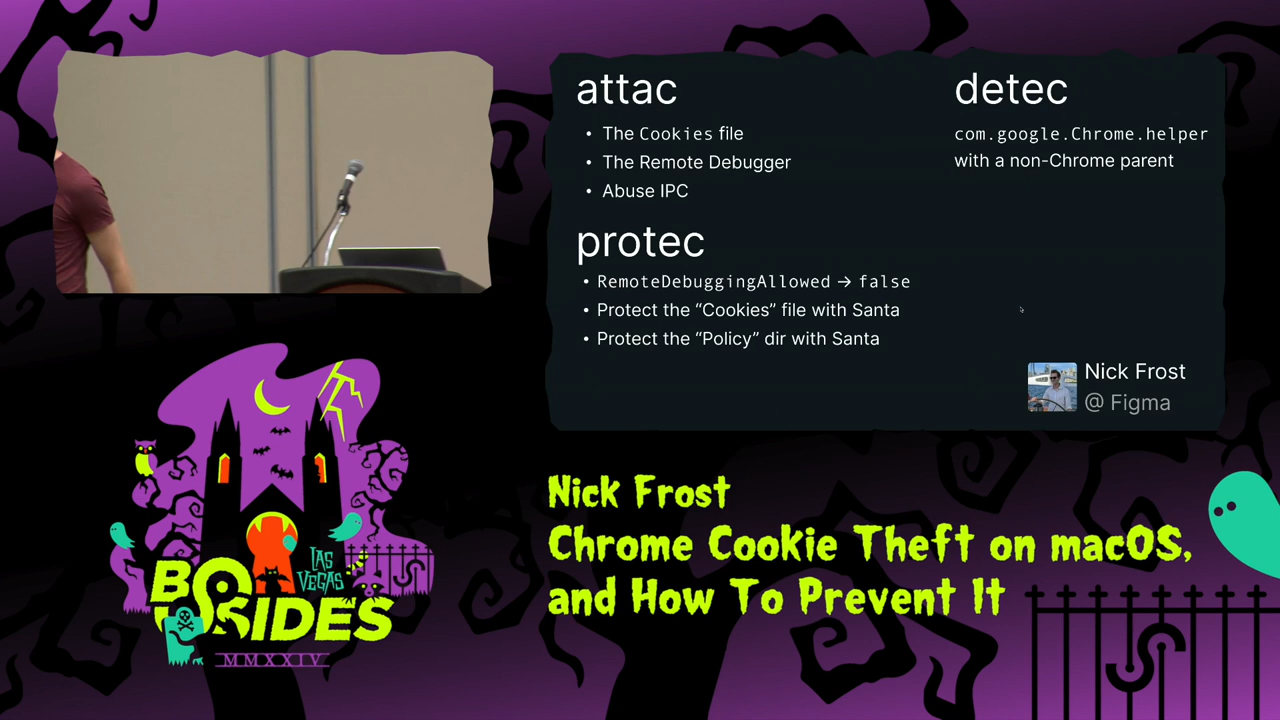 attac
• The Cookies file
• The Remote Debugger
• Abuse IPC
protec
• RemoteDebuggingAllowed → false
• Protect the “Cookies” file with Santa
• Protect the “Policy” dir with Santa
detec
com.google.Chrome.helper
with a non-Chrome parent
Nick Frost
@ Figma
Nick Frost
Chrome Cookie Theft on macOS,
and How To Prevent It
LAS
VEGAS
BSIDES
MMXXIV